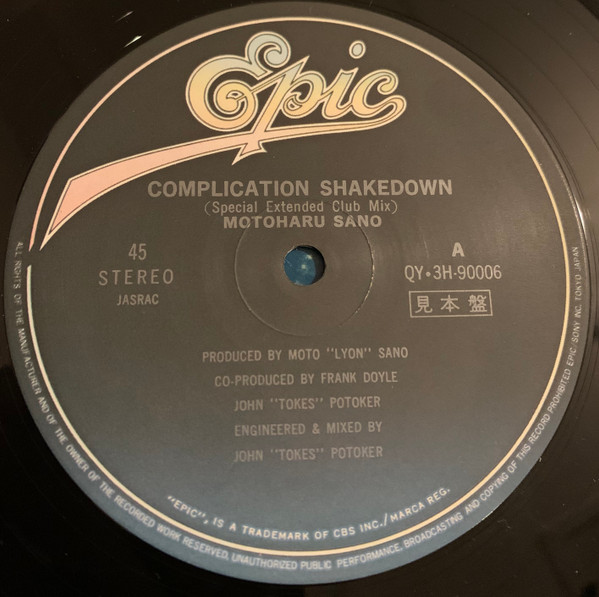 Epic
COMPLICATION SHAKEDOWN
(Special Extended Club Mix)
MOTOHARU SANO
45
STEREO
JASRAC
A
QY・3H-90006
見本盤
PRODUCED BY MOTO "LYON" SANO
CO-PRODUCED BY FRANK DOYLE
JOHN "TOKES" POTOKER
ENGINEERED & MIXED BY
JOHN "TOKES" POTOKER
"EPIC", IS A TRADEMARK OF CBS INC./MARCA REG.
ALL RIGHTS OF THE MANUFACTURER AND OF THE OWNER OF THE RECORDED WORK RESERVED. UNAUTHORIZED PUBLIC PERFORMANCE, BROADCASTING AND COPYING OF THIS RECORD PROHIBITED EPIC/SONY INC. TOKYO JAPAN